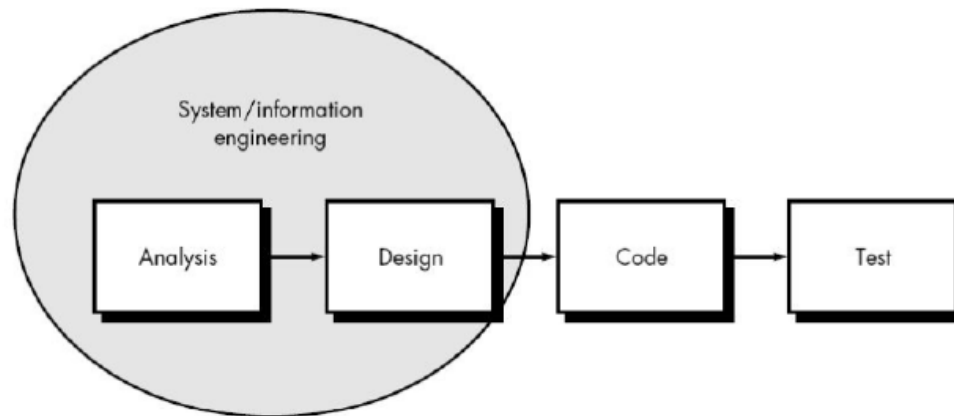 System/information
engineering
Analysis
Design
Code
Test